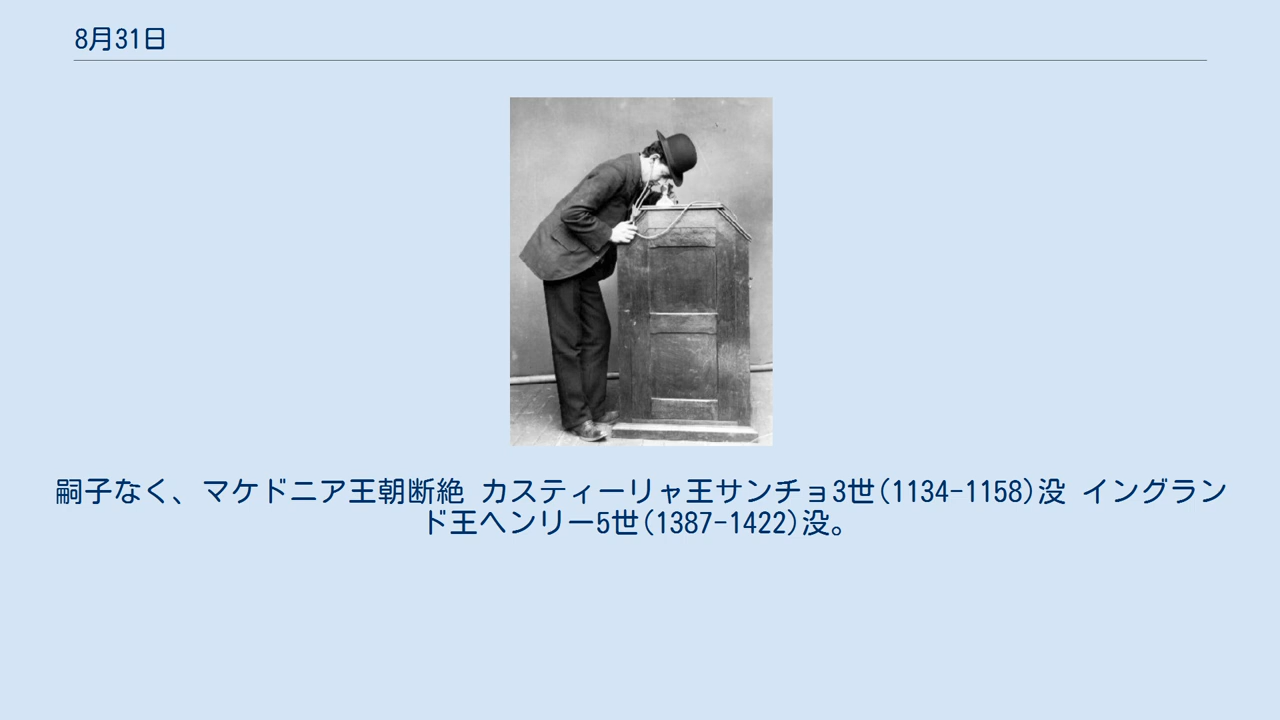 8月31日
嗣子なく、マケドニア王朝断絶 カスティーリャ王サンチョ3世(1134-1158)没 イングラン
ド王ヘンリー5世(1387-1422)没。